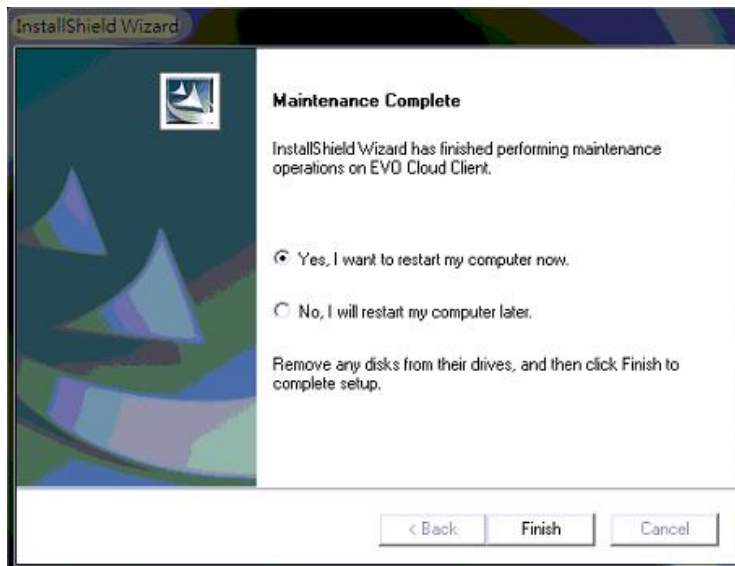 InstallShield Wizard
Maintenance Complete
InstallShield Wizard has finished performing maintenance
operations on EVO Cloud Client.
Yes, I want to restart my computer now.
No, I will restart my computer later.
Remove any disks from their drives, and then click Finish to
complete setup.
< Back Finish Cancel